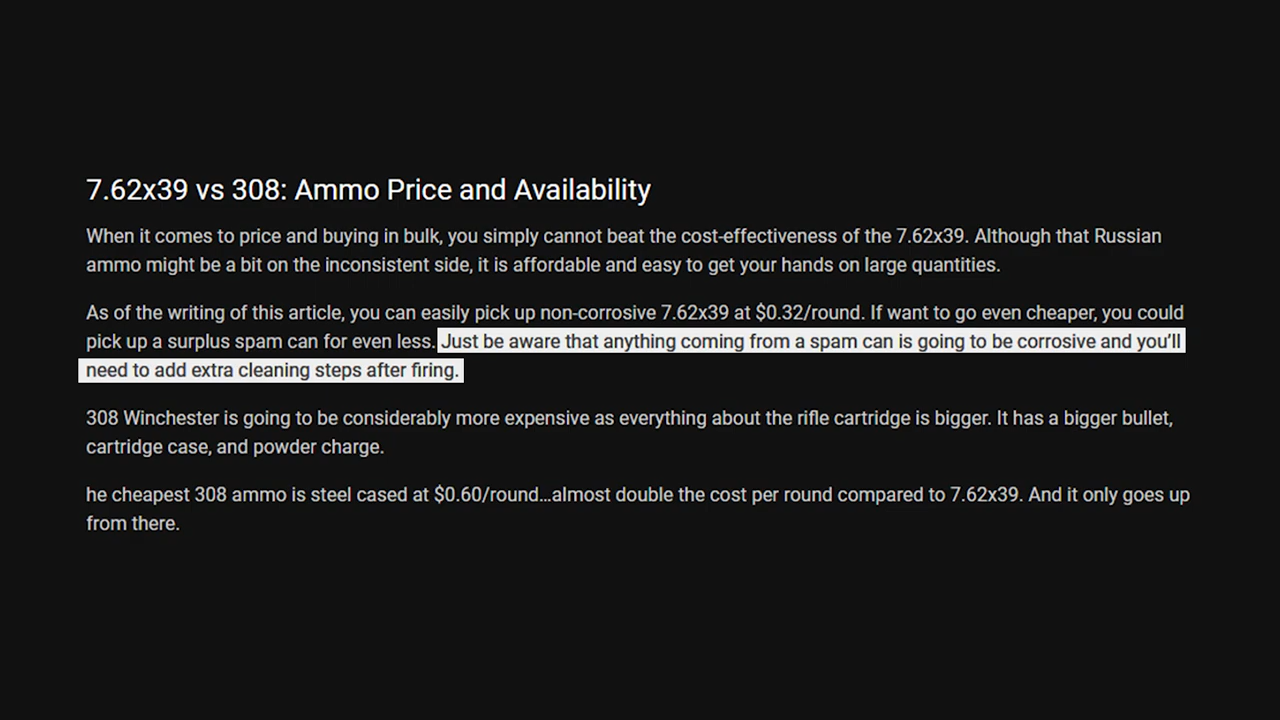 7.62x39 vs 308: Ammo Price and Availability
When it comes to price and buying in bulk, you simply cannot beat the cost-effectiveness of the 7.62x39. Although that Russian
ammo might be a bit on the inconsistent side, it is affordable and easy to get your hands on large quantities.
As of the writing of this article, you can easily pick up non-corrosive 7.62x39 at $0.32/round. If want to go even cheaper, you could
pick up a surplus spam can for even less. Just be aware that anything coming from a spam can is going to be corrosive and you’ll
need to add extra cleaning steps after firing.
308 Winchester is going to be considerably more expensive as everything about the rifle cartridge is bigger. It has a bigger bullet,
cartridge case, and powder charge.
he cheapest 308 ammo is steel cased at $0.60/round…almost double the cost per round compared to 7.62x39. And it only goes up
from there.